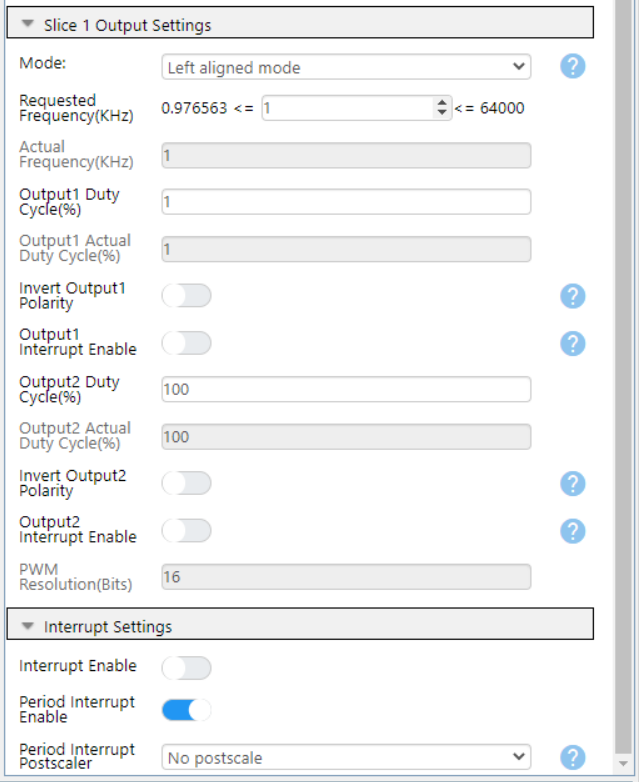 Slice 1 Output Settings
Mode:
Left aligned mode
?
Requested
Frequency(KHz)
0.976563 <= 1 <= 64000
Actual
Frequency(KHz)
1
Output1 Duty
Cycle(%)
1
Output1 Actual
Duty Cycle(%)
1
Invert Output1
Polarity
?
Output1
Interrupt Enable
?
Output2 Duty
Cycle(%)
100
Output2 Actual
Duty Cycle(%)
100
Invert Output2
Polarity
?
Output2
Interrupt Enable
?
PWM
Resolution(Bits)
16
Interrupt Settings
Interrupt Enable
Period Interrupt
Enable
Period Interrupt
Postscaler
No postscale
?